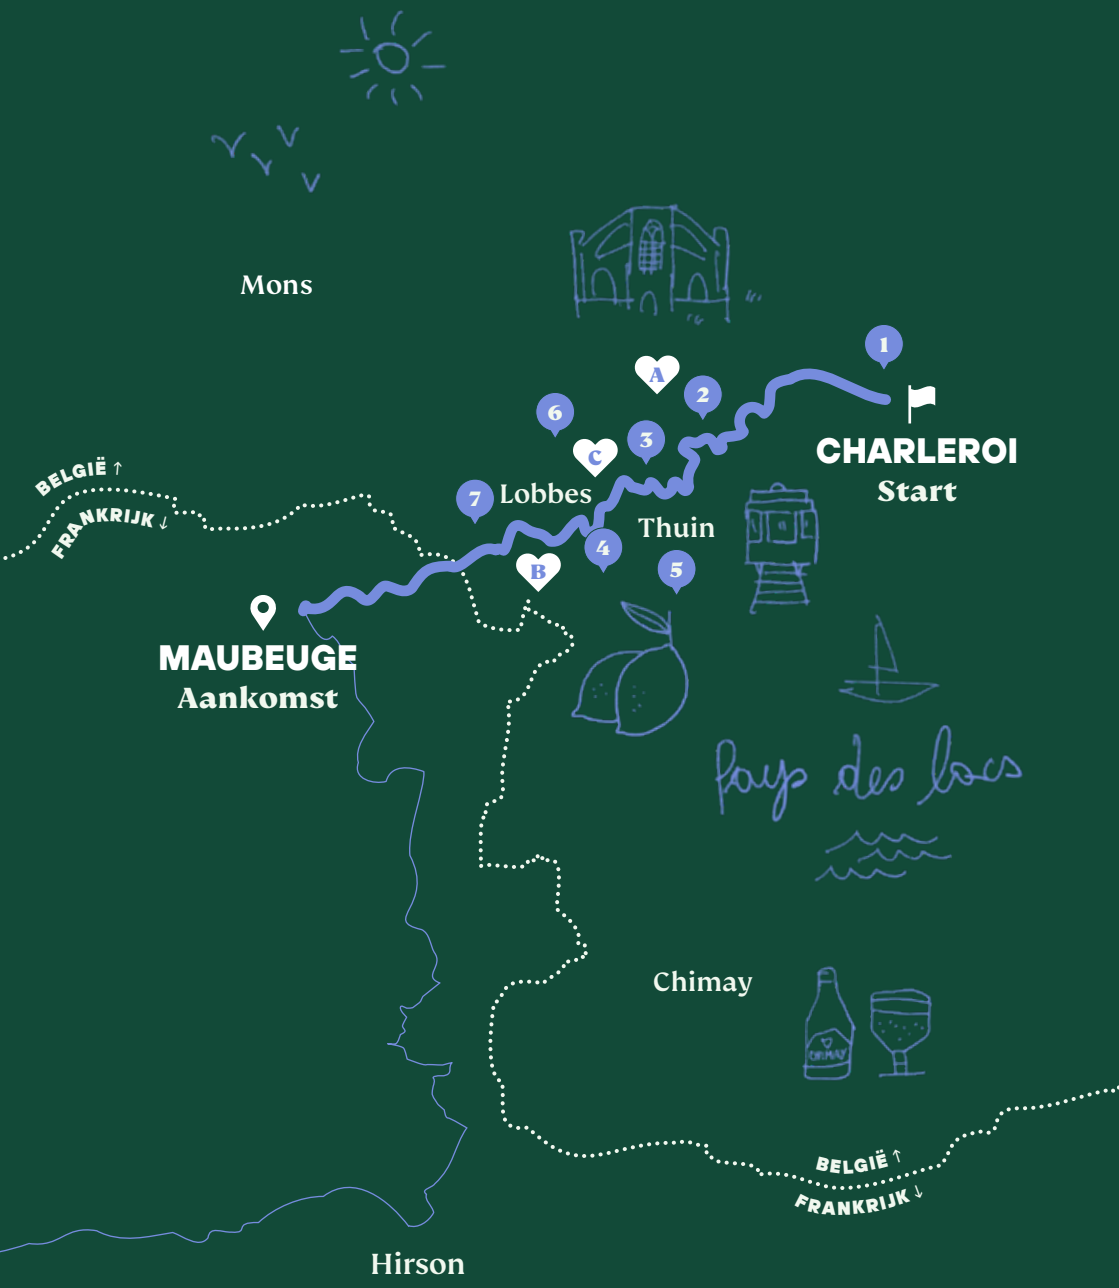 Mons
1
A
2
6
3
C
CHARLEROI
Start
BELGIË ↑
FRANKRIJK ↓
7
Lobbes
Thuin
4
B
5
MAUBEUGE
Aankomst
Pays des lacs
Chimay
CHIMAY
BELGIË ↑
FRANKRIJK ↓
Hirson